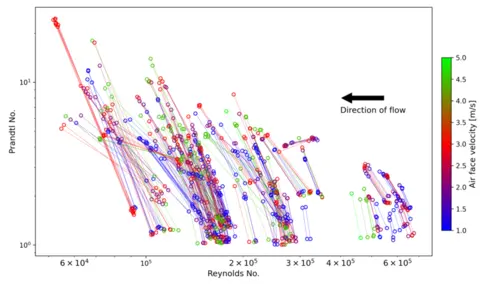 Prandtl No.
10¹
10⁰
Direction of flow
6 × 10⁴
10⁵
2 × 10⁵
3 × 10⁵
4 × 10⁵
6 × 10⁵
Reynolds No.
5.0
4.5
4.0
3.5
3.0
2.5
2.0
1.5
1.0
Air face velocity [m/s]